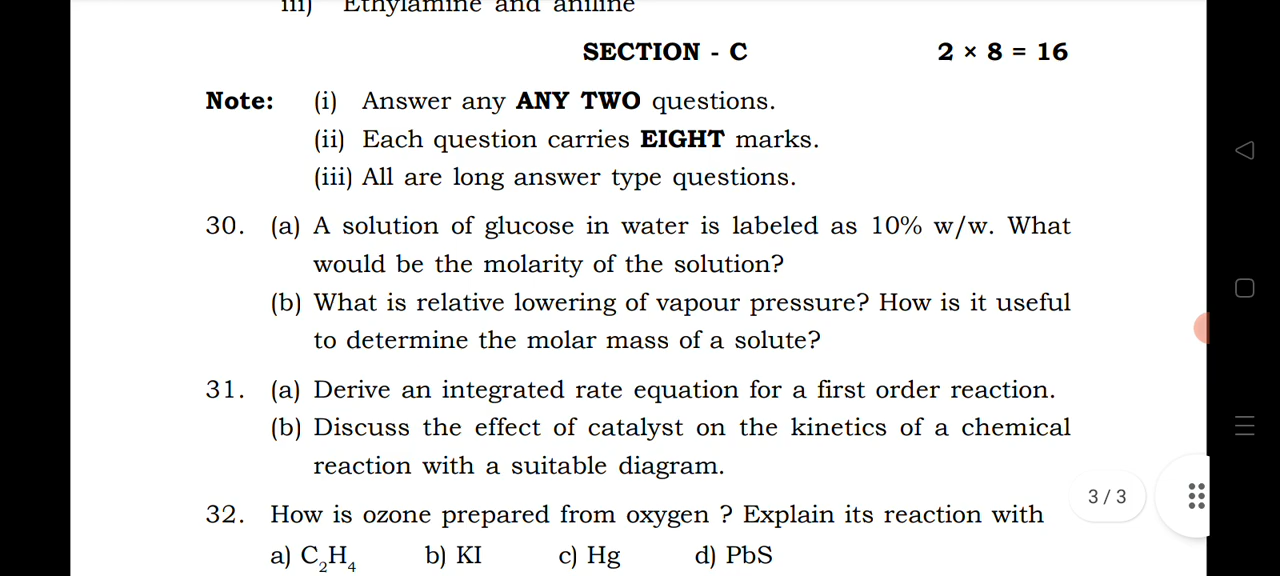 iii) Ethylamine and aniline
SECTION - C 2 × 8 = 16
Note: (i) Answer any ANY TWO questions.
(ii) Each question carries EIGHT marks.
(iii) All are long answer type questions.
30. (a) A solution of glucose in water is labeled as 10% w/w. What
would be the molarity of the solution?
(b) What is relative lowering of vapour pressure? How is it useful
to determine the molar mass of a solute?
31. (a) Derive an integrated rate equation for a first order reaction.
(b) Discuss the effect of catalyst on the kinetics of a chemical
reaction with a suitable diagram.
3 / 3
32. How is ozone prepared from oxygen ? Explain its reaction with
a) C₂H₄ b) KI c) Hg d) PbS